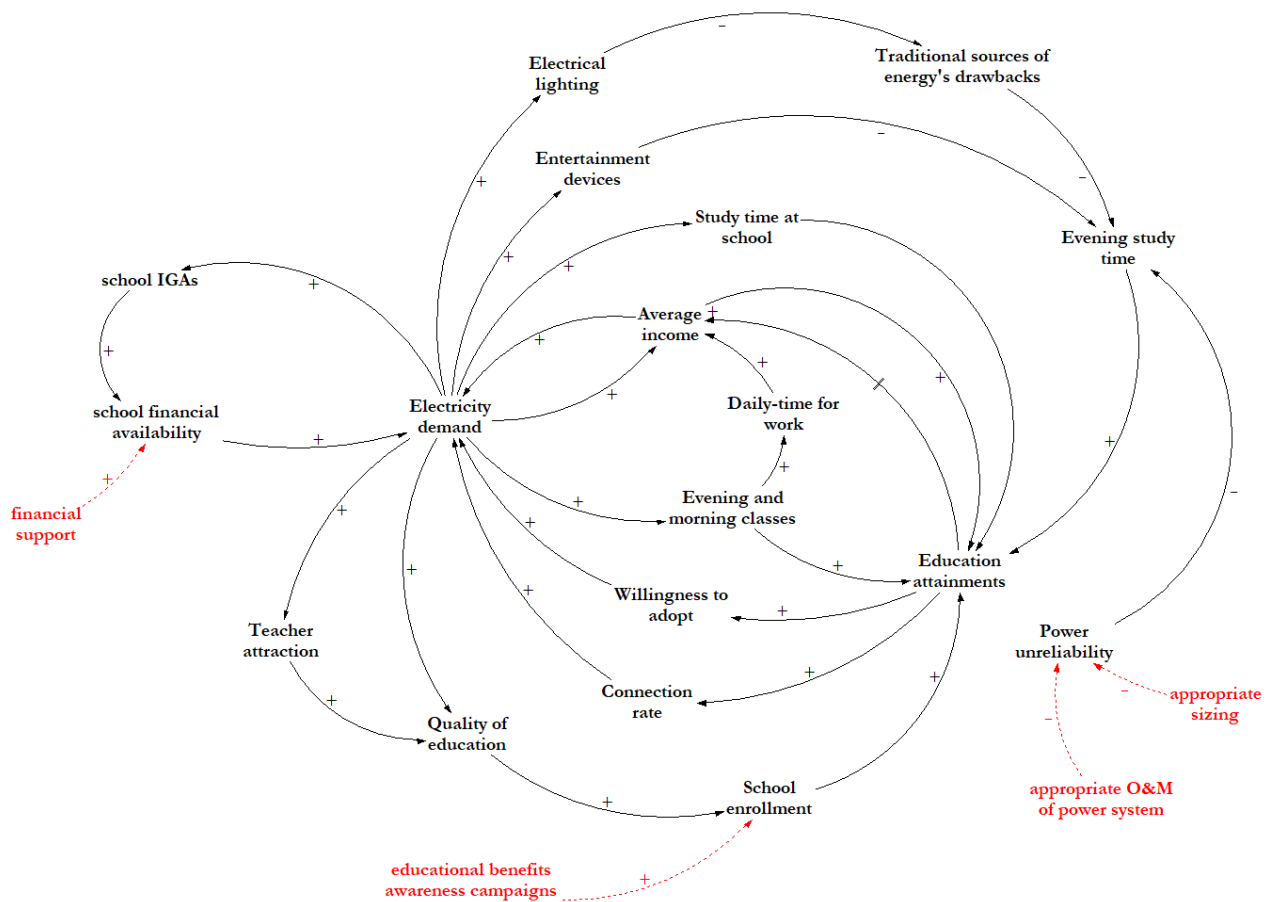 Electrical
lighting
Traditional sources of
energy's drawbacks
Entertainment
devices
Study time at
school
Evening study
time
school IGAs
Average
income
school financial
availability
Electricity
demand
Daily-time for
work
financial
support
Evening and
morning classes
Education
attainments
Willingness to
adopt
Teacher
attraction
Power
unreliability
Connection
rate
appropriate
sizing
Quality of
education
School
enrollment
appropriate O&M
of power system
educational benefits
awareness campaigns